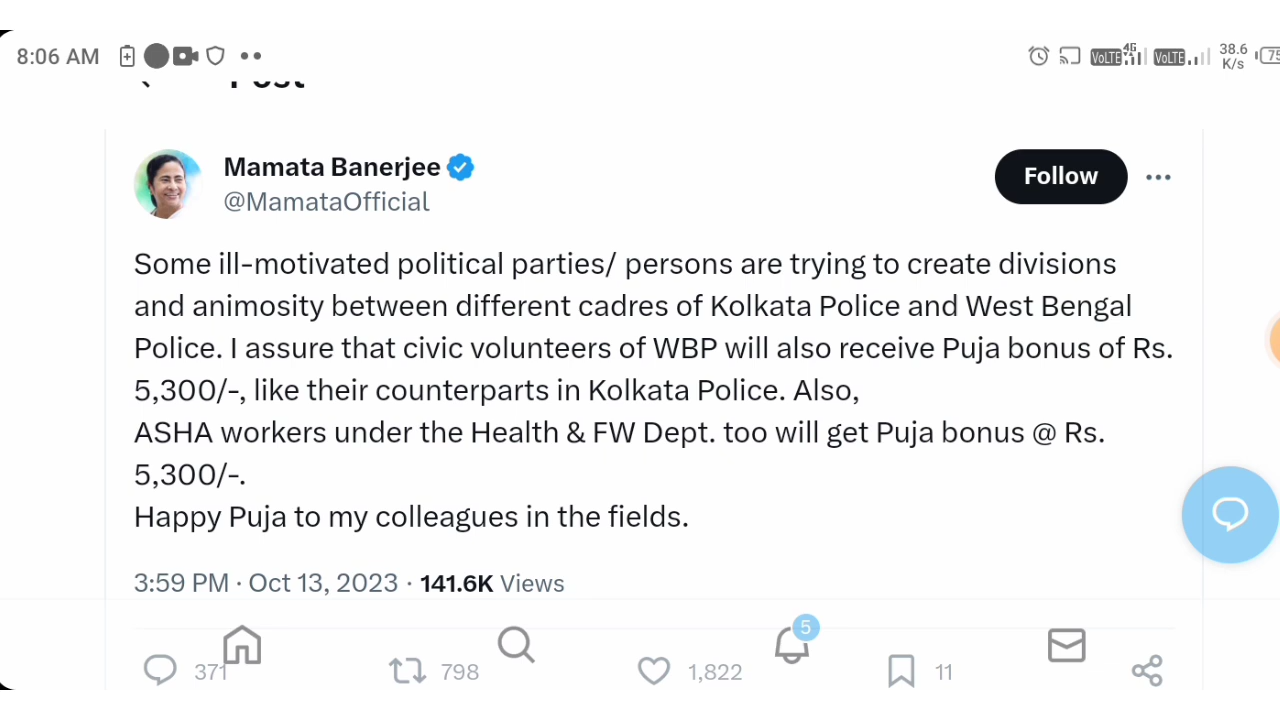 8:06 AM
4G
VoLTE
VoLTE
38.6
K/s
75
Post
Mamata Banerjee
@MamataOfficial
Follow
Some ill-motivated political parties/ persons are trying to create divisions
and animosity between different cadres of Kolkata Police and West Bengal
Police. I assure that civic volunteers of WBP will also receive Puja bonus of Rs.
5,300/-, like their counterparts in Kolkata Police. Also,
ASHA workers under the Health & FW Dept. too will get Puja bonus @ Rs.
5,300/-.
Happy Puja to my colleagues in the fields.
3:59 PM · Oct 13, 2023 · 141.6K Views
5
371
798
1,822
11